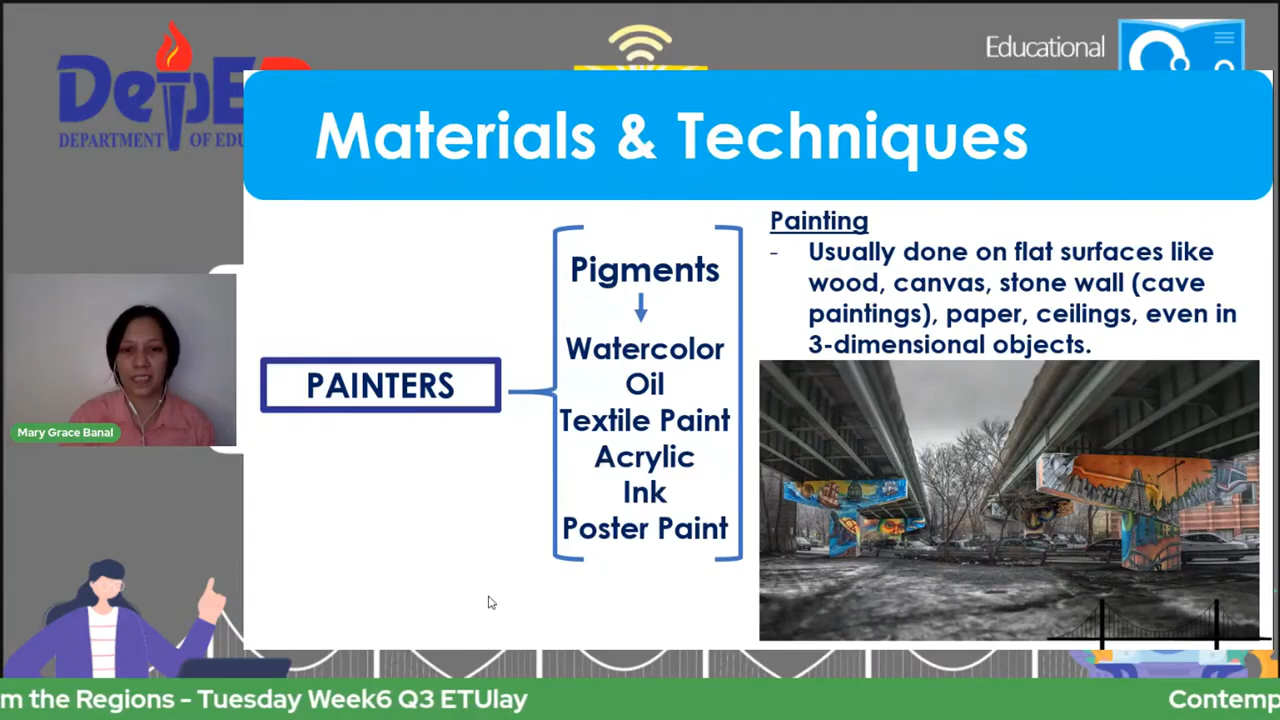 DepE
DEPARTMENT OF EDU
Educational
Materials & Techniques
PAINTERS
Pigments
Watercolor
Oil
Textile Paint
Acrylic
Ink
Poster Paint
Painting
- Usually done on flat surfaces like
wood, canvas, stone wall (cave
paintings), paper, ceilings, even in
3-dimensional objects.
Mary Grace Banal
m the Regions - Tuesday Week6 Q3 ETUlay
Contemp